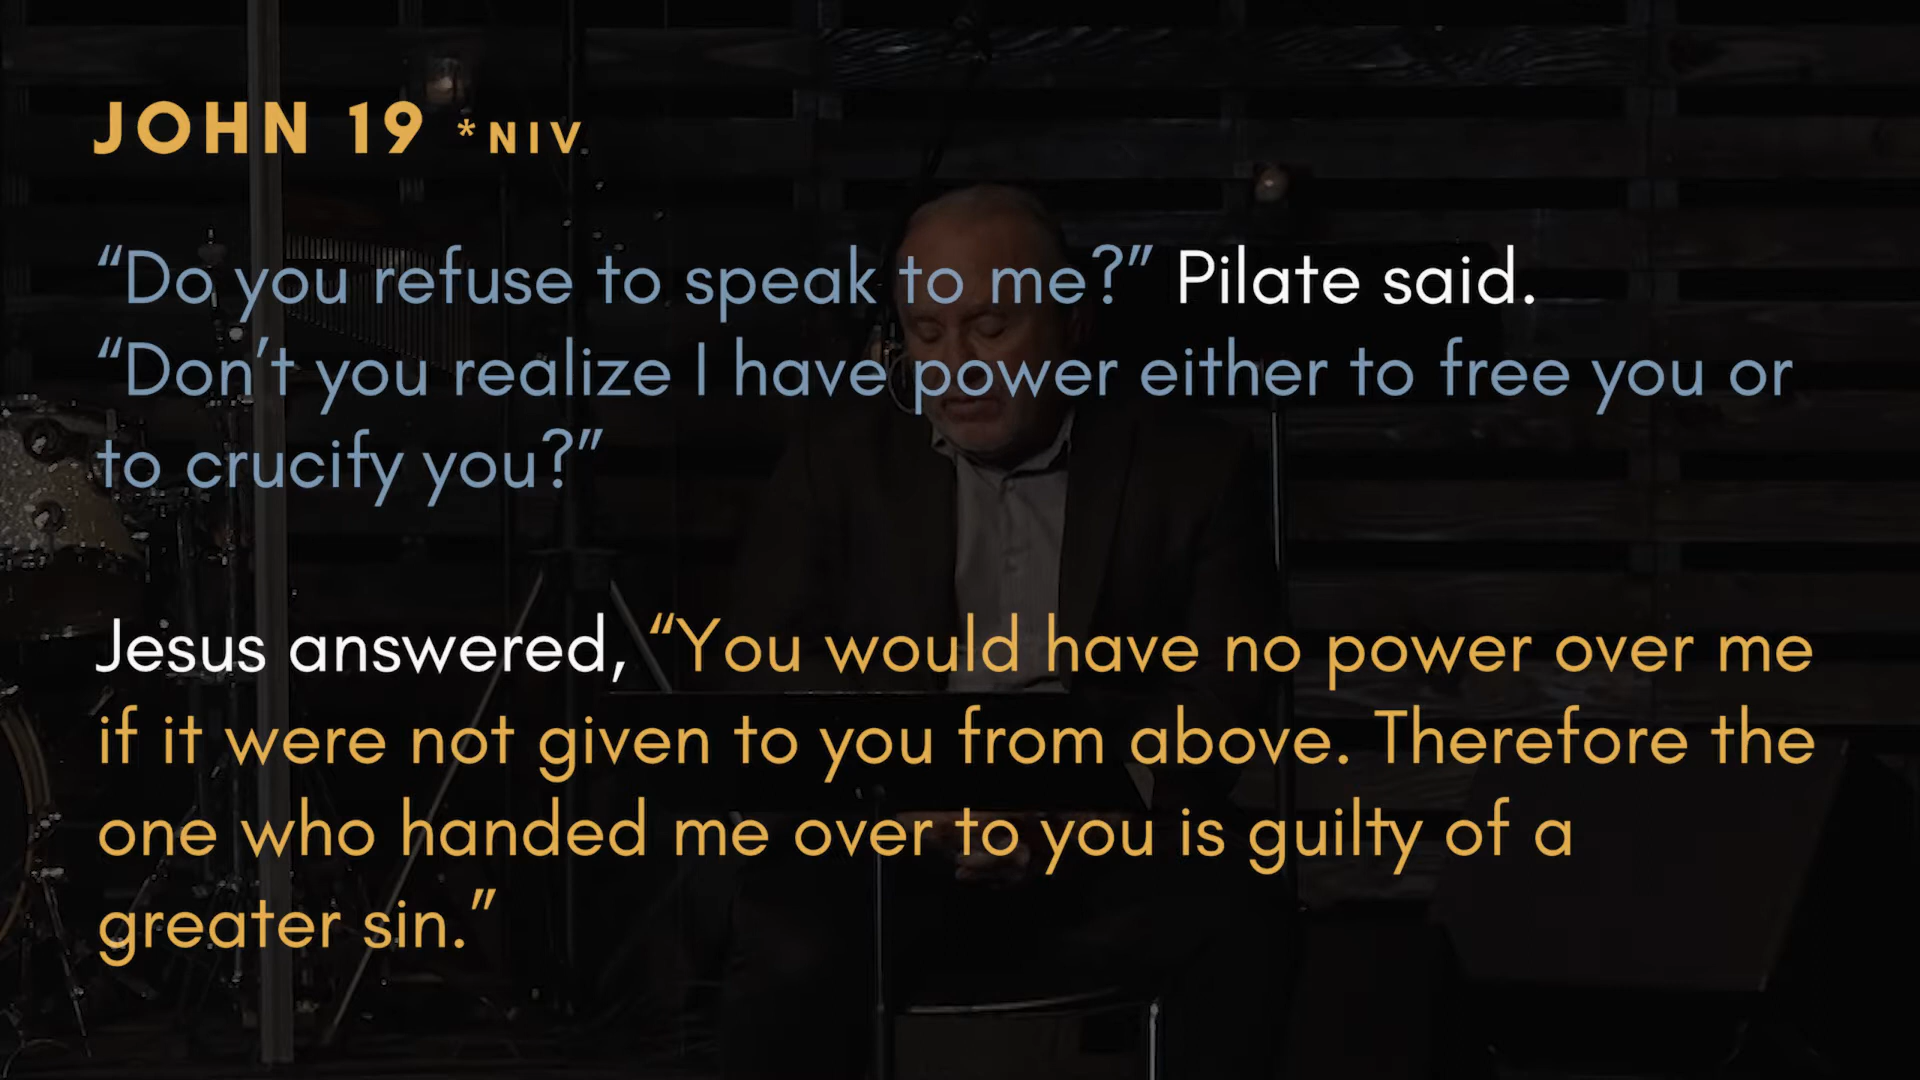 JOHN 19 *NIV
“Do you refuse to speak to me?” Pilate said.
“Don’t you realize I have power either to free you or
to crucify you?”
Jesus answered, “You would have no power over me
if it were not given to you from above. Therefore the
one who handed me over to you is guilty of a
greater sin.”